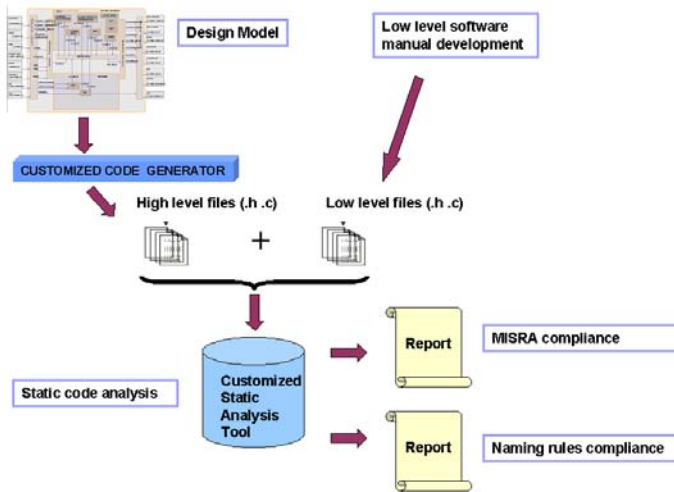 Design Model
Low level software
manual development
CUSTOMIZED CODE GENERATOR
High level files (.h .c)
Low level files (.h .c)
+
Static code analysis
Customized
Static
Analysis
Tool
Report
MISRA compliance
Report
Naming rules compliance